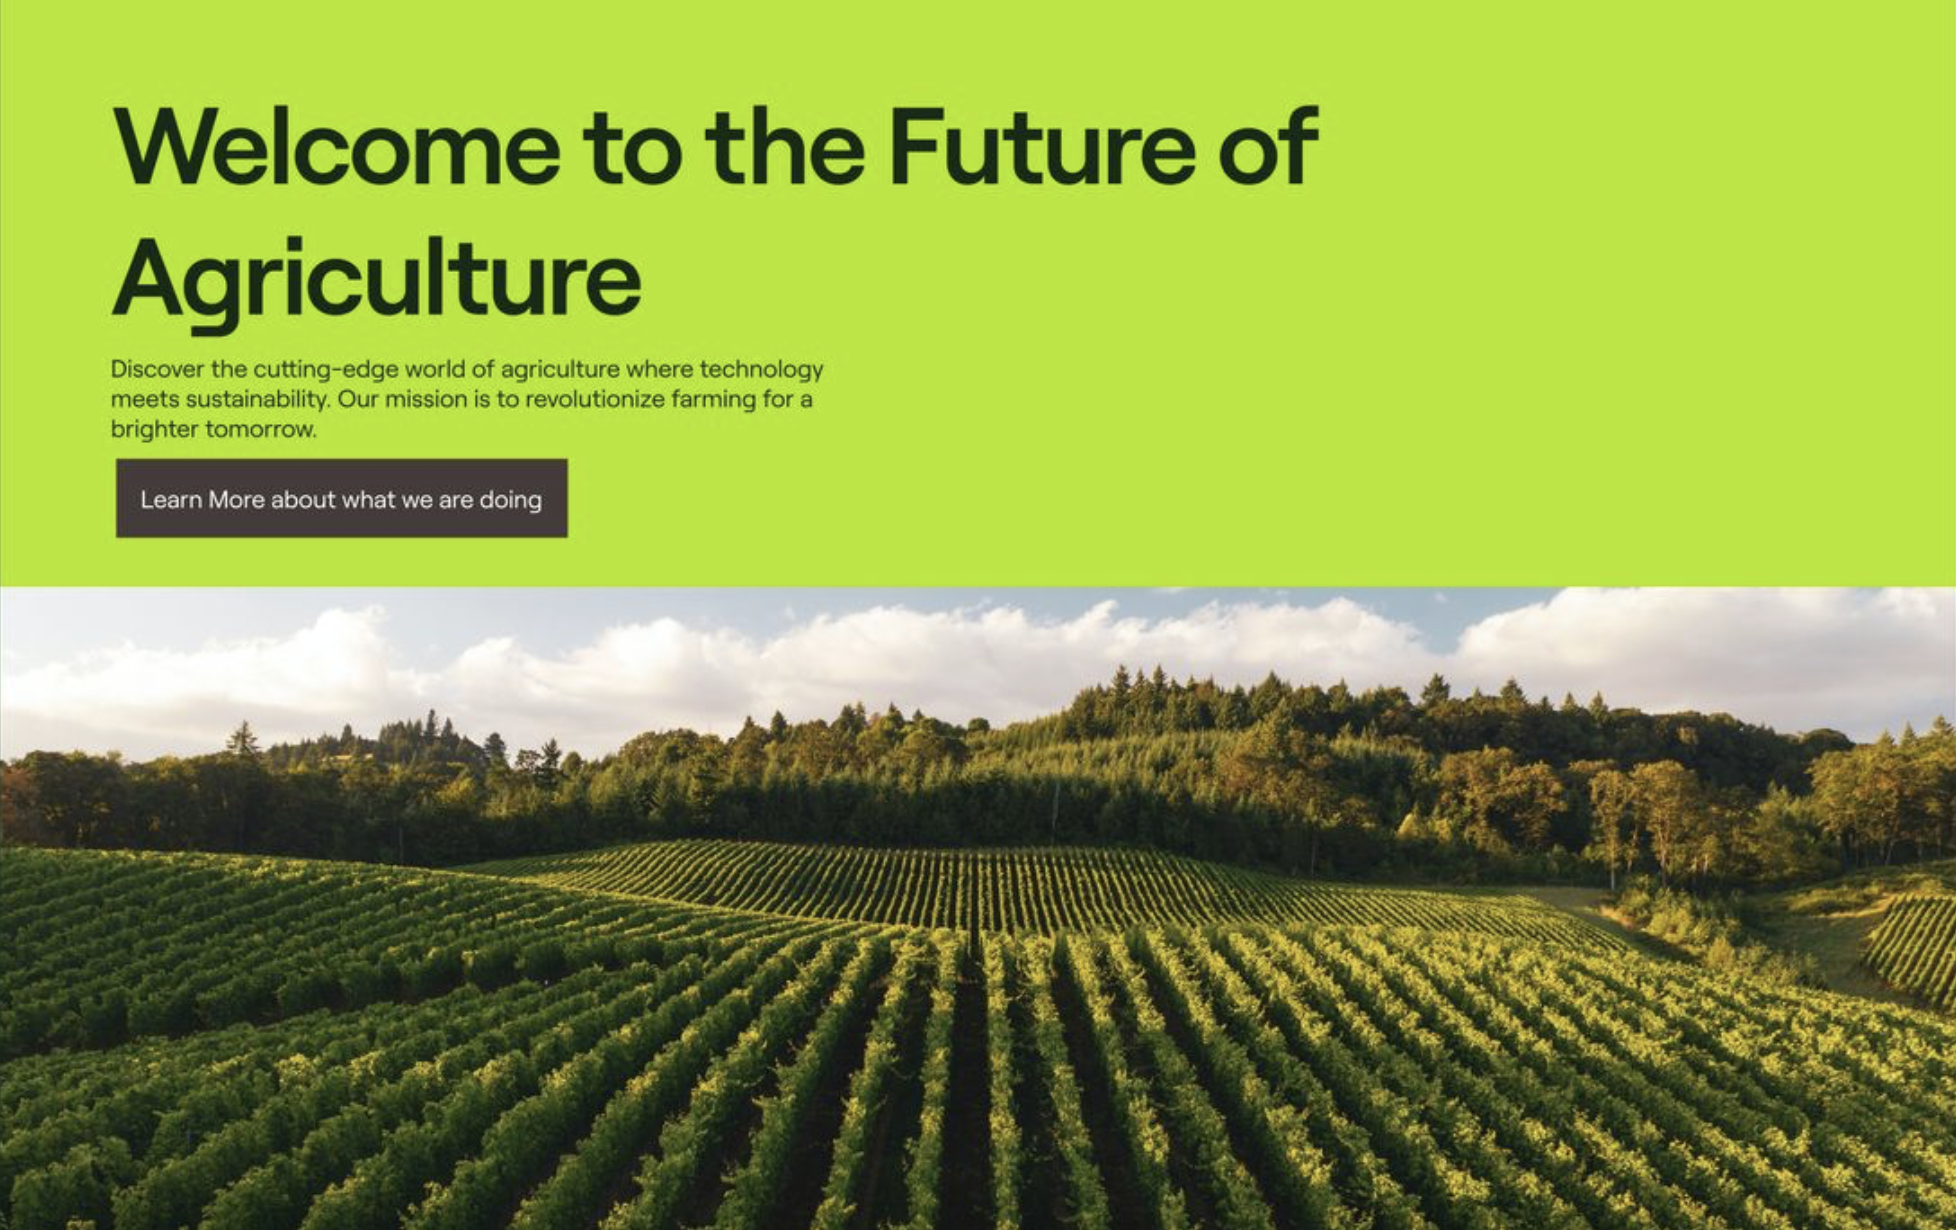 Welcome to the Future of
Agriculture
Discover the cutting-edge world of agriculture where technology
meets sustainability. Our mission is to revolutionize farming for a
brighter tomorrow.
Learn More about what we are doing